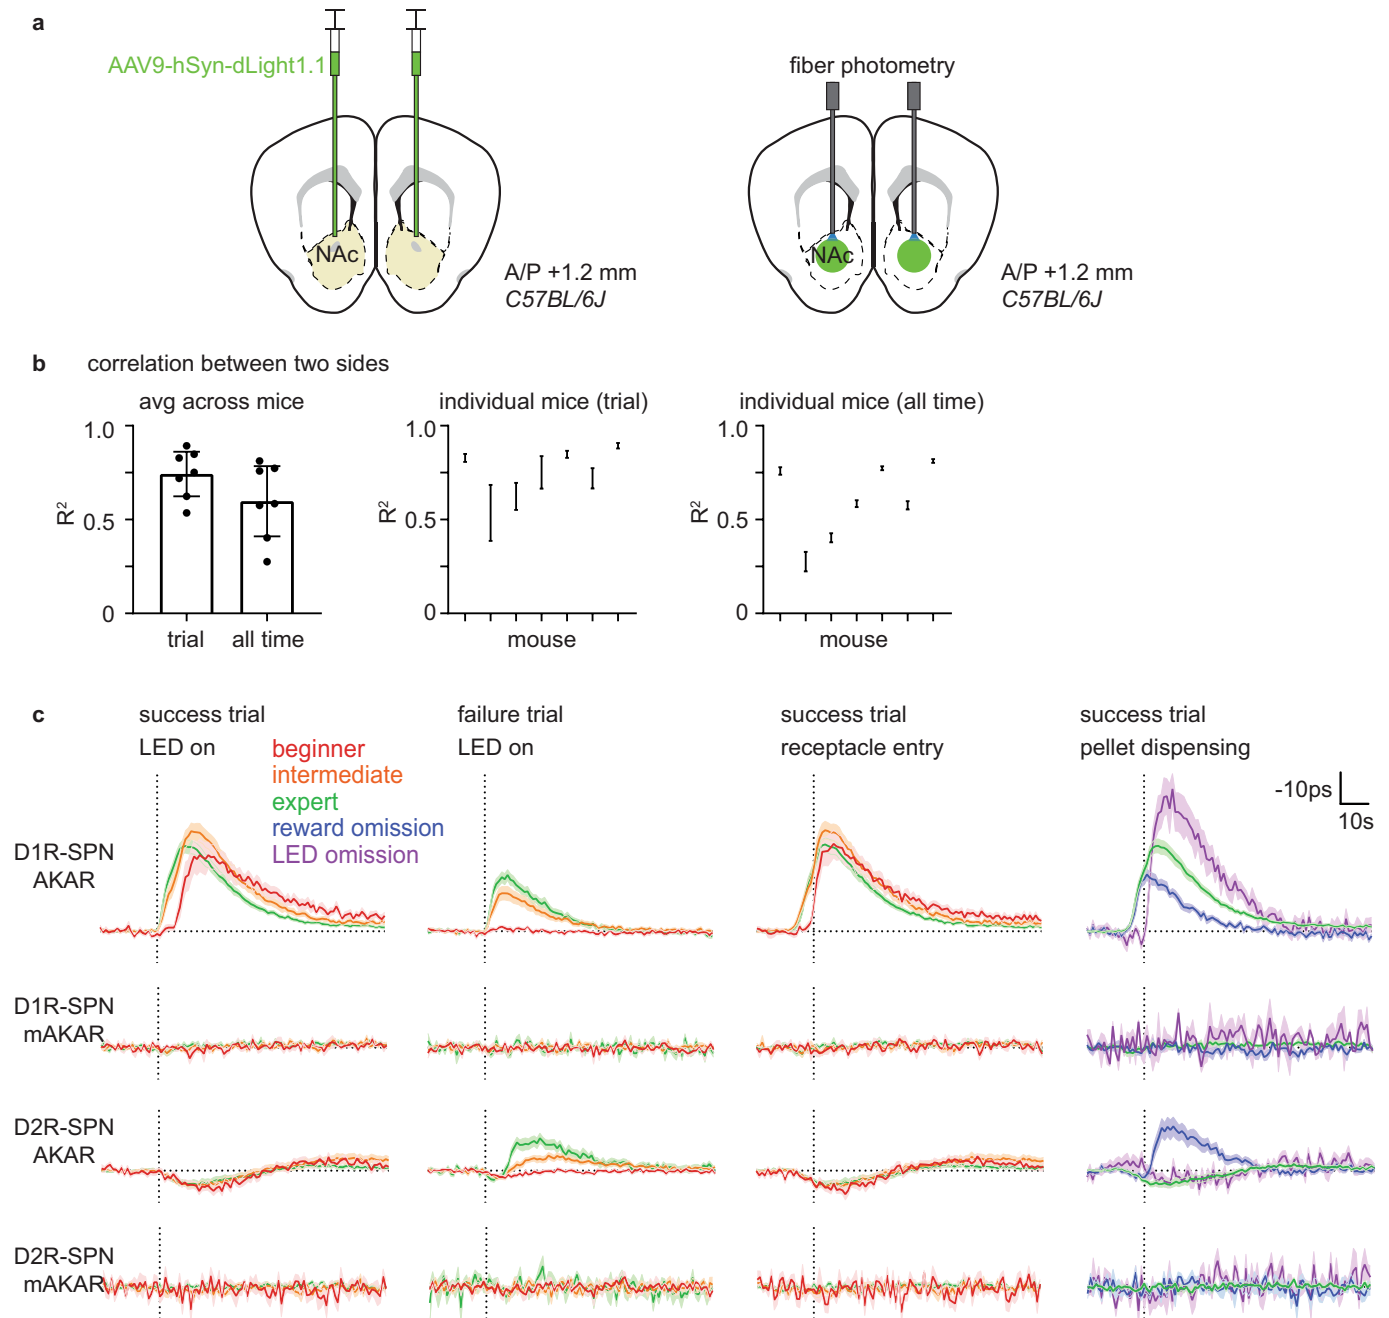 a
AAV9-hSyn-dLight1.1
fiber photometry
NAc
NAc
A/P +1.2 mm
C57BL/6J
A/P +1.2 mm
C57BL/6J
b correlation between two sides
avg across mice
individual mice (trial)
individual mice (all time)
1.0
0.5
0
R²
trial
all time
1.0
0.5
0
R²
mouse
1.0
0.5
0
R²
mouse
c
success trial
LED on
failure trial
LED on
success trial
receptacle entry
success trial
pellet dispensing
beginner
intermediate
expert
reward omission
LED omission
-10ps
10s
D1R-SPN
AKAR
D1R-SPN
mAKAR
D2R-SPN
AKAR
D2R-SPN
mAKAR